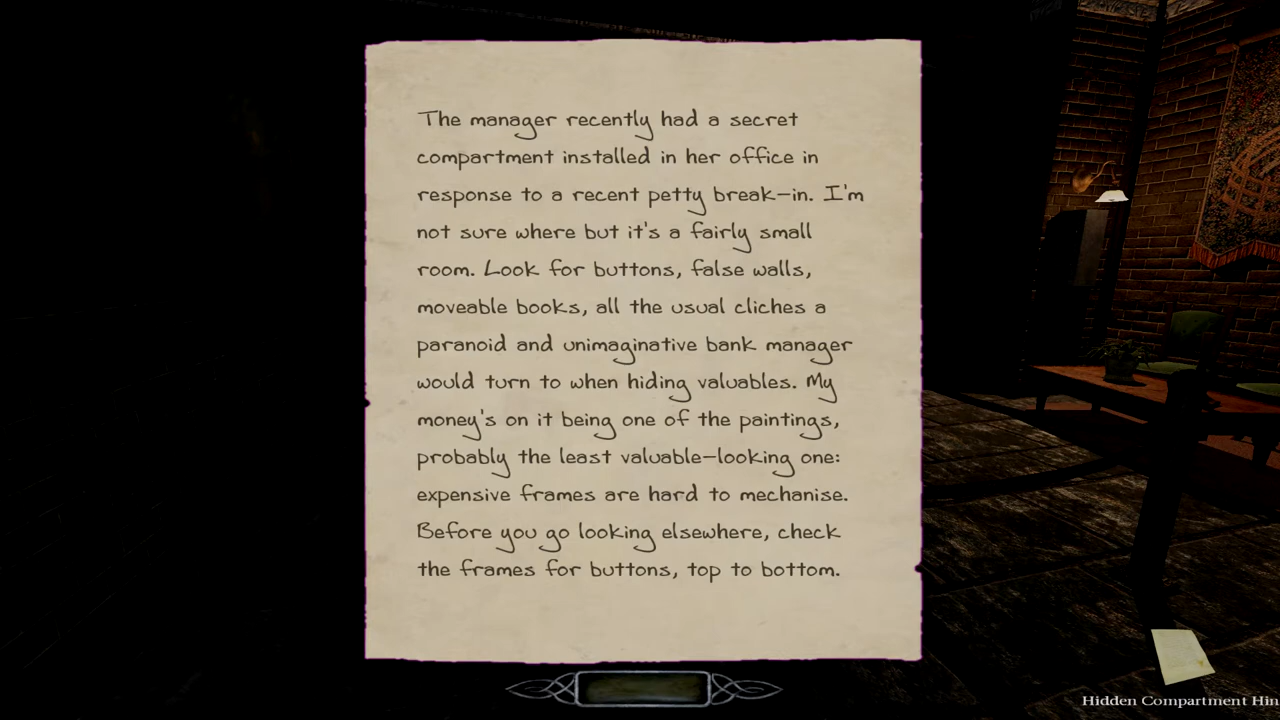 The manager recently had a secret
compartment installed in her office in
response to a recent petty break-in. I'm
not sure where but it's a fairly small
room. Look for buttons, false walls,
moveable books, all the usual cliches a
paranoid and unimaginative bank manager
would turn to when hiding valuables. My
money's on it being one of the paintings,
probably the least valuable-looking one:
expensive frames are hard to mechanise.
Before you go looking elsewhere, check
the frames for buttons, top to bottom.
Hidden Compartment Hin